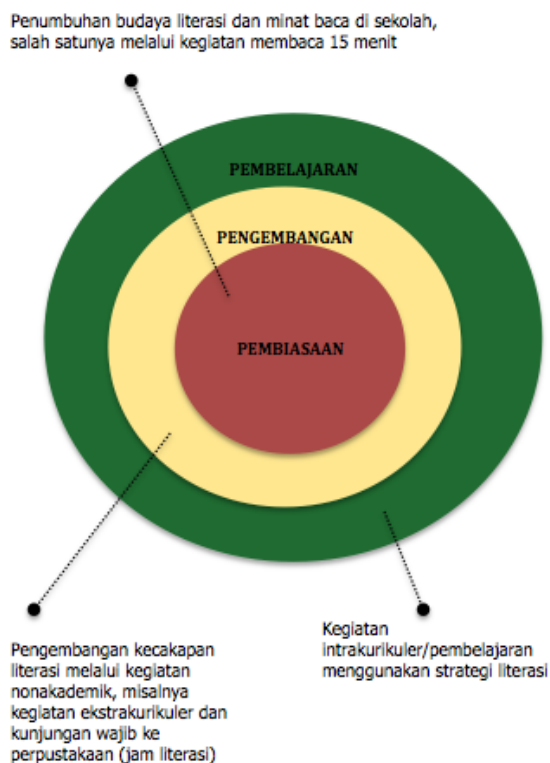 Penumbuhan budaya literasi dan minat baca di sekolah,
salah satunya melalui kegiatan membaca 15 menit
PEMBELAJARAN
PENGEMBANGAN
PEMBIASAAN
Pengembangan kecakapan
literasi melalui kegiatan
nonakademik, misalnya
kegiatan ekstrakurikuler dan
kunjungan wajib ke
perpustakaan (jam literasi)
Kegiatan
intrakurikuler/pembelajaran
menggunakan strategi literasi